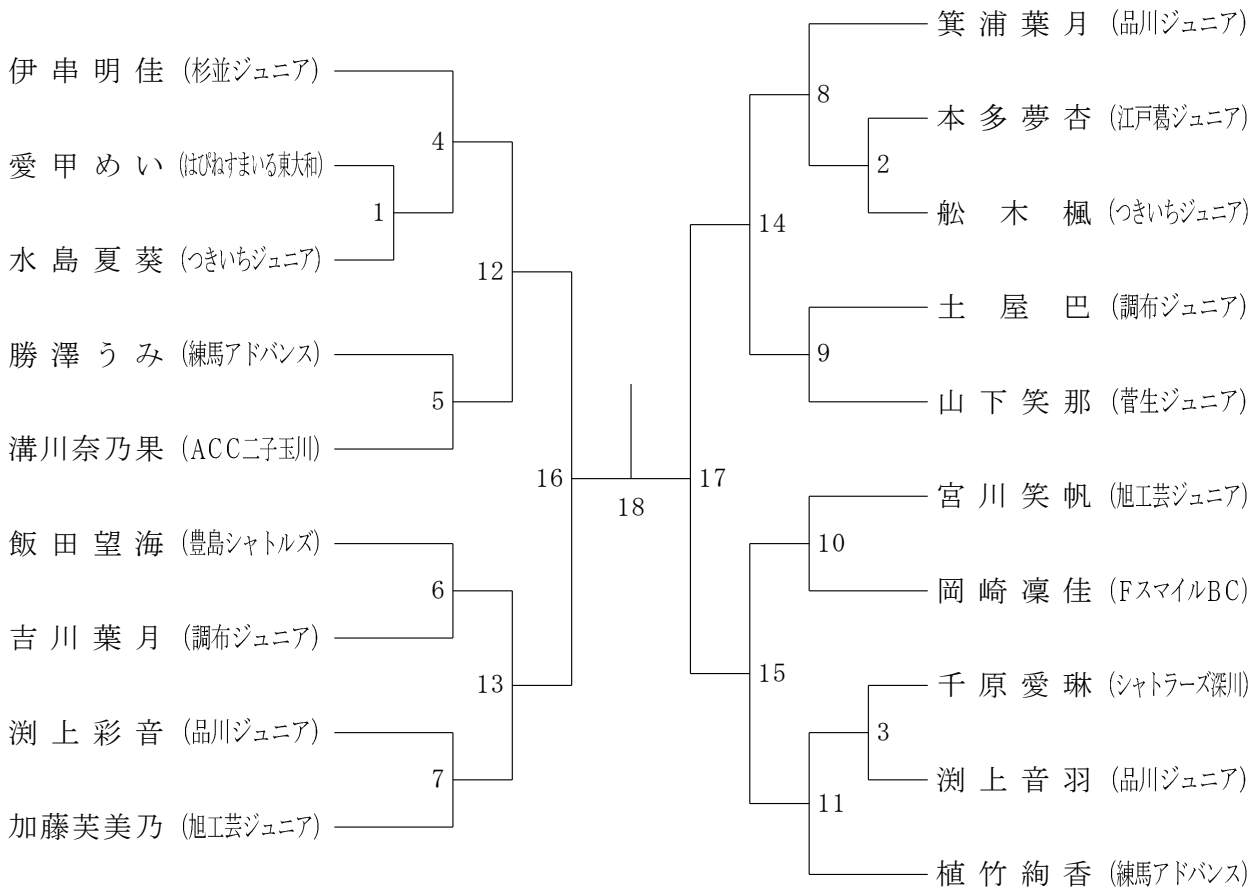 伊串明佳 (杉並ジュニア)
愛甲めい (はぴねすまいる東大和)
水島夏葵 (つきいちジュニア)
勝澤うみ (練馬アドバンス)
溝川奈乃果 (ACC二子玉川)
飯田望海 (豊島シャトルズ)
吉川葉月 (調布ジュニア)
渕上彩音 (品川ジュニア)
加藤芙美乃 (旭工芸ジュニア)
4
1
12
5
16
6
13
7
18
箕浦葉月 (品川ジュニア)
本多夢杏 (江戸葛ジュニア)
舩木楓 (つきいちジュニア)
土屋巴 (調布ジュニア)
山下笑那 (菅生ジュニア)
宮川笑帆 (旭工芸ジュニア)
岡崎凜佳 (FスマイルBC)
千原愛琳 (シャトラーズ深川)
渕上音羽 (品川ジュニア)
植竹絢香 (練馬アドバンス)
8
2
14
9
17
10
15
3
11